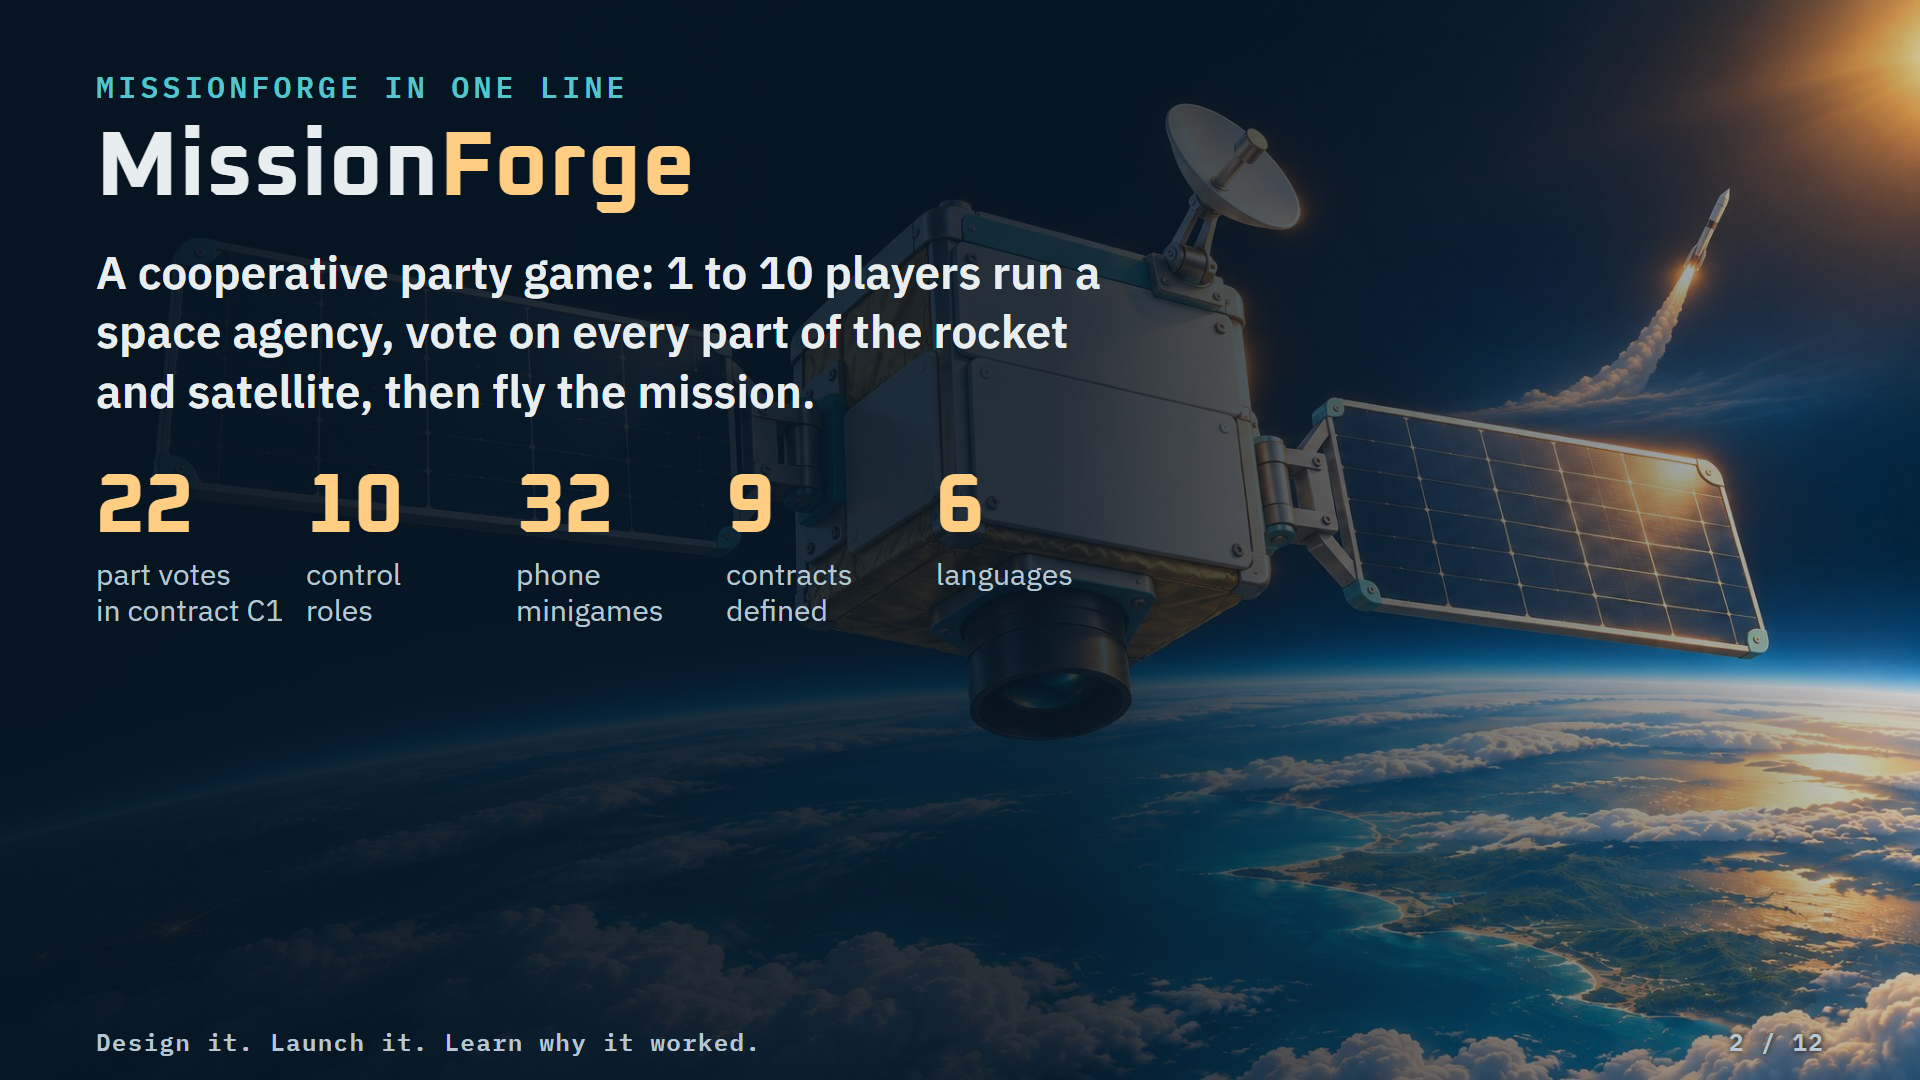 MISSIONFORGE IN ONE LINE
MissionForge
A cooperative party game: 1 to 10 players run a
space agency, vote on every part of the rocket
and satellite, then fly the mission.
22
part votes
in contract C1
10
control
roles
32
phone
minigames
9
contracts
defined
6
languages
Design it. Launch it. Learn why it worked.
2 / 12